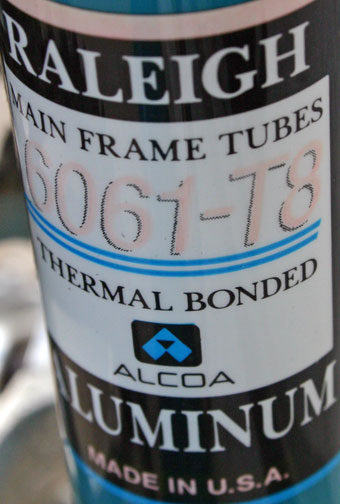 RALEIGH
MAIN FRAME TUBES
6061-T8
THERMAL BONDED
ALCOA
ALUMINUM
MADE IN U.S.A.